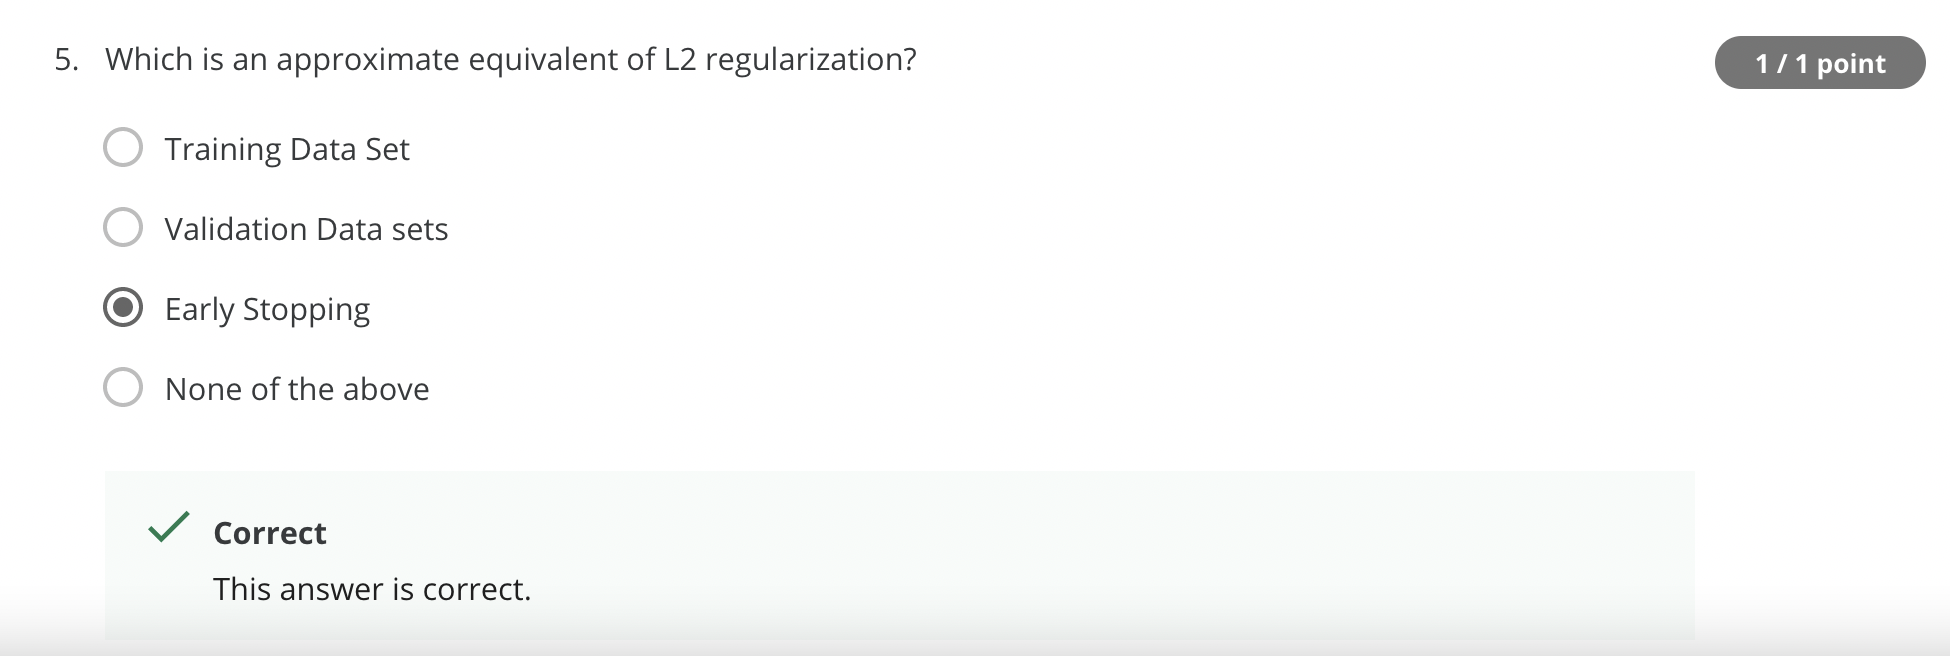 5. Which is an approximate equivalent of L2 regularization?
1 / 1 point
Training Data Set
Validation Data sets
Early Stopping
None of the above
Correct
This answer is correct.